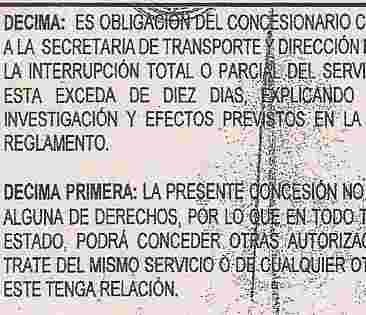 DECIMA: ES OBLIGACIÓN DEL CONCESIONARIO C
A LA SECRETARIA DE TRANSPORTE Y DIRECCIÓN
LA INTERRUPCIÓN TOTAL O PARCIAL DEL SERVI
ESTA EXCEDA DE DIEZ DIAS, EXPLICANDO
INVESTIGACIÓN Y EFECTOS PREVISTOS EN LA
REGLAMENTO.
DECIMA PRIMERA: LA PRESENTE CONCESIÓN NO
ALGUNA DE DERECHOS, POR LO QUE EN TODO T
ESTADO, PODRÁ CONCEDER OTRAS AUTORIZAC
TRATE DEL MISMO SERVICIO O DE CUALQUIER OT
ESTE TENGA RELACIÓN.